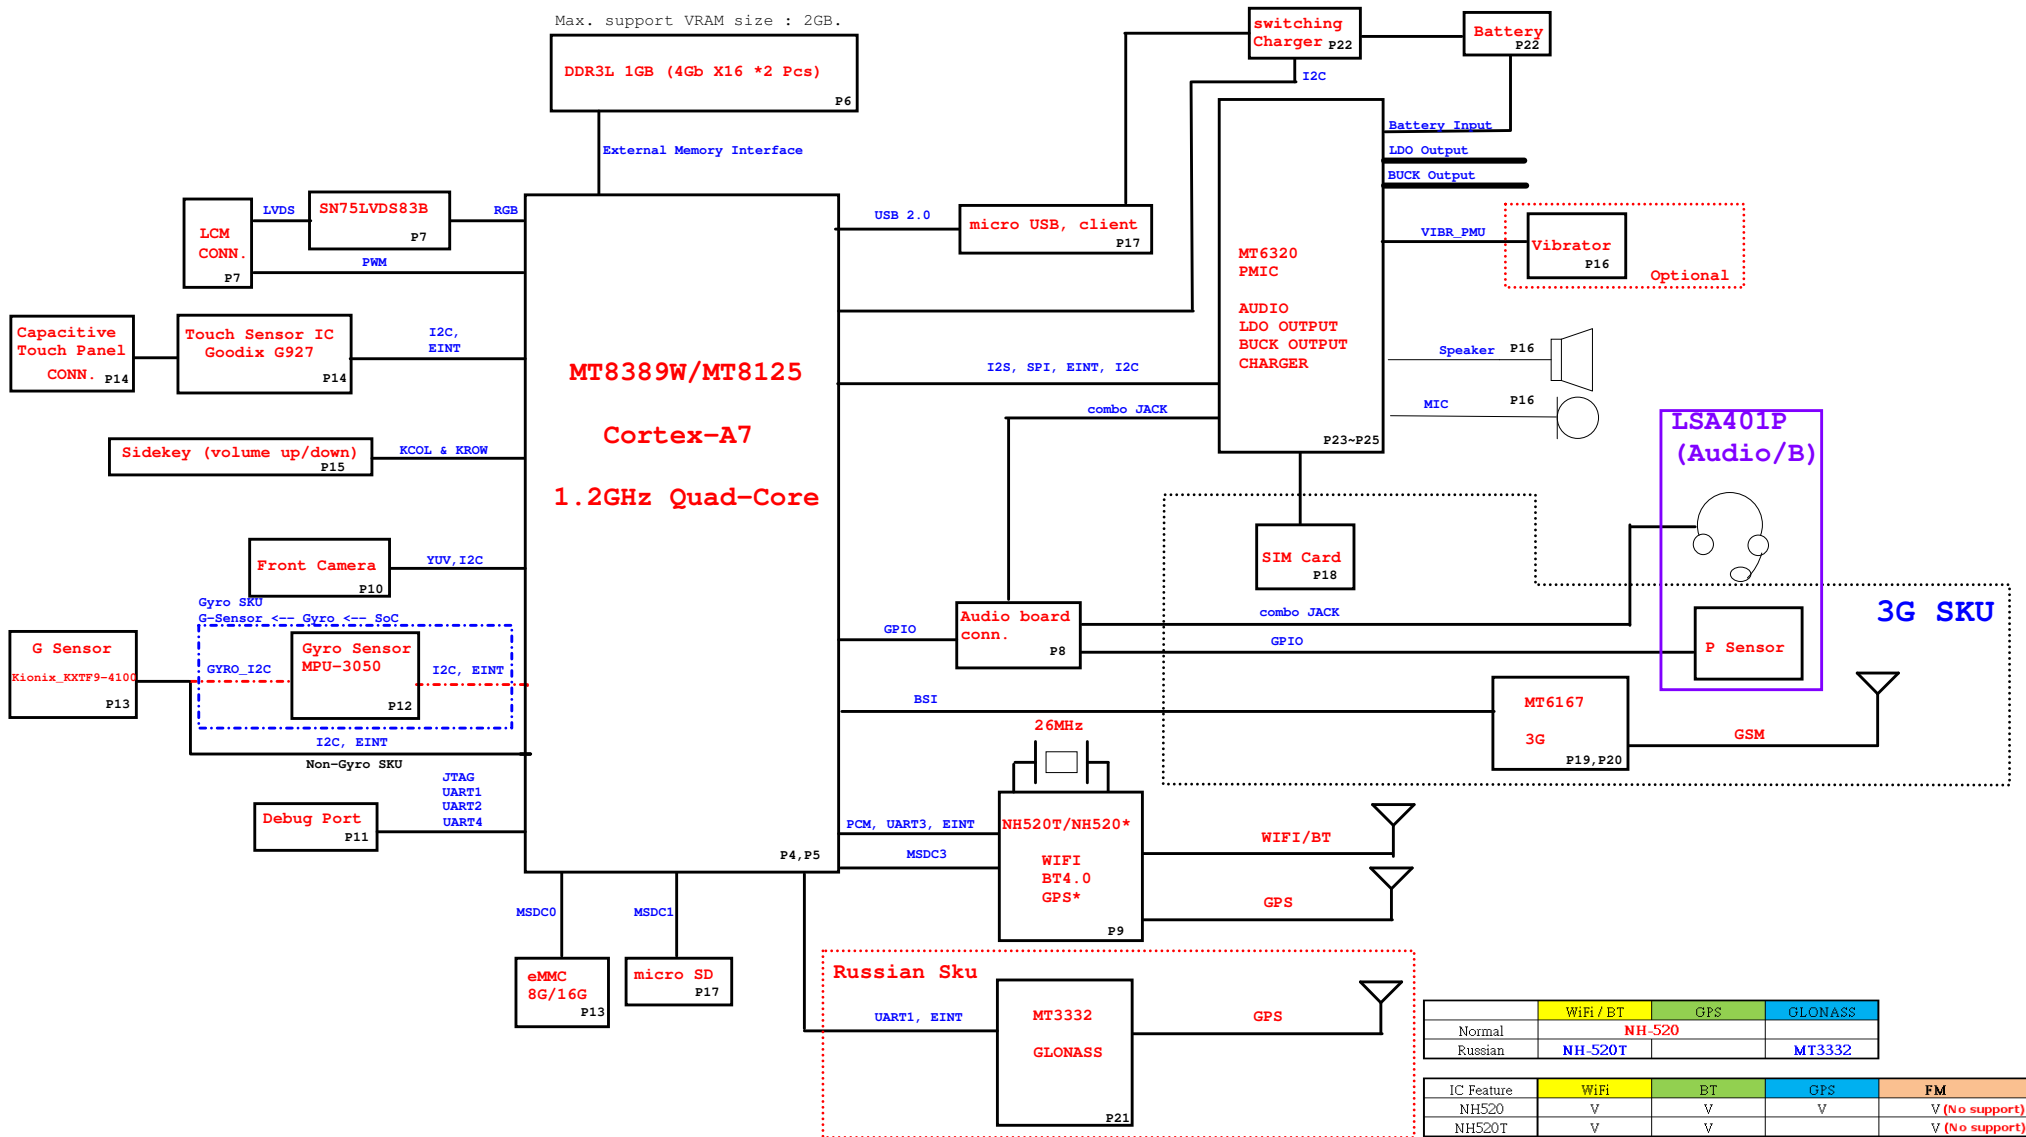 Max. support VRAM size : 2GB.
DDR3L 1GB (4Gb X16 *2 Pcs)
P6
External Memory Interface
switching
Charger P22
Battery
P22
I2C
Battery Input
LDO Output
BUCK Output
LCM
CONN.
P7
LVDS
SN75LVDS83B
P7
RGB
PWM
USB 2.0
micro USB, client
P17
MT6320
PMIC
AUDIO
LDO OUTPUT
BUCK OUTPUT
CHARGER
P23~P25
VIBR_PMU
Vibrator
P16
Optional
Capacitive
Touch Panel
CONN. P14
Touch Sensor IC
Goodix G927
P14
I2C,
EINT
MT8389W/MT8125
Cortex-A7
1.2GHz Quad-Core
P4,P5
I2S, SPI, EINT, I2C
combo JACK
Speaker P16
MIC P16
LSA401P
(Audio/B)
Sidekey (volume up/down)
P15
KCOL & KROW
Front Camera
P10
YUV,I2C
SIM Card
P18
Gyro SKU
G-Sensor <-- Gyro <-- SoC
G Sensor
Kionix_KXTF9-4100
P13
GYRO_I2C
Gyro Sensor
MPU-3050
P12
I2C, EINT
I2C, EINT
Non-Gyro SKU
GPIO
Audio board
conn.
P8
combo JACK
GPIO
P Sensor
3G SKU
BSI
MT6167
3G
P19,P20
GSM
26MHz
JTAG
UART1
UART2
UART4
Debug Port
P11
PCM, UART3, EINT
MSDC3
NH520T/NH520*
WIFI
BT4.0
GPS*
P9
WIFI/BT
GPS
MSDC0
MSDC1
eMMC
8G/16G
P13
micro SD
P17
Russian Sku
UART1, EINT
MT3332
GLONASS
P21
GPS
WiFi / BT GPS GLONASS
Normal NH-520
Russian NH-520T MT3332
IC Feature WiFi BT GPS FM
NH520 V V V V (No support)
NH520T V V V (No support)